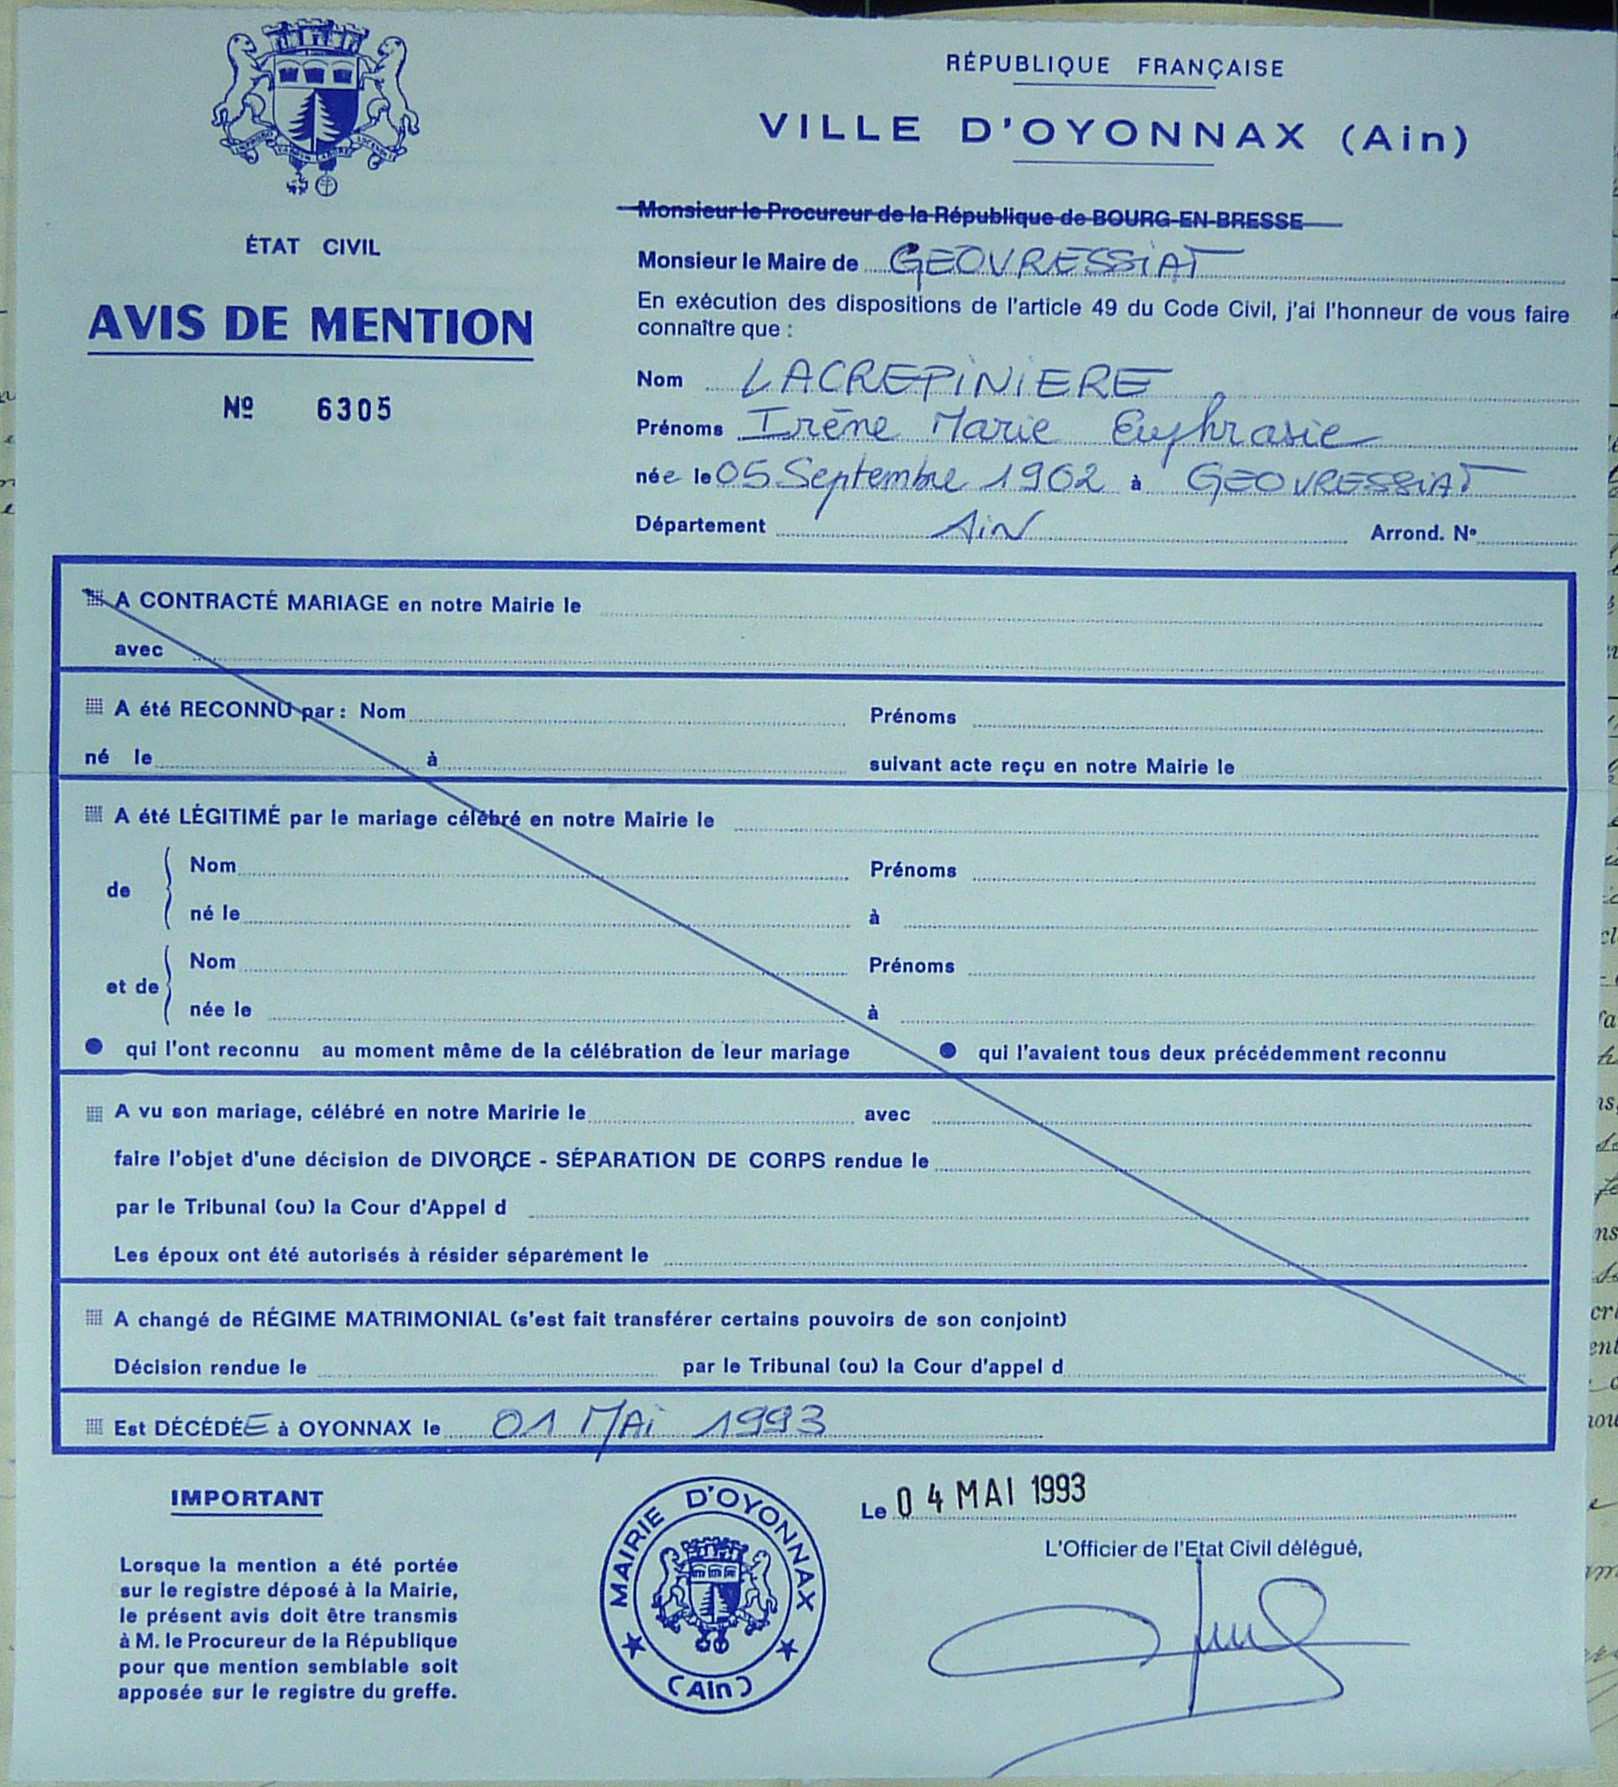 RÉPUBLIQUE FRANÇAISE
VILLE D'OYONNAX (Ain)
ÉTAT CIVIL
AVIS DE MENTION
Nº 6305
Monsieur le Procureur de la République de BOURG-EN-BRESSE
Monsieur le Maire de GEOVRESSIAT
En exécution des dispositions de l'article 49 du Code Civil, j'ai l'honneur de vous faire
connaître que :
Nom LACREPINIERE
Prénoms Irène Marie Euphrasie
née le 05 Septembre 1902 à GEOVRESSIAT
Département AIN Arrond. Nº
A CONTRACTÉ MARIAGE en notre Mairie le
avec
A été RECONNU par : Nom Prénoms
né le à suivant acte reçu en notre Mairie le
A été LÉGITIMÉ par le mariage célébré en notre Mairie le
de Nom Prénoms
né le à
et de Nom Prénoms
née le à
qui l'ont reconnu au moment même de la célébration de leur mariage qui l'avaient tous deux précédemment reconnu
A vu son mariage, célébré en notre Maririe le avec
faire l'objet d'une décision de DIVORCE - SÉPARATION DE CORPS rendue le
par le Tribunal (ou) la Cour d'Appel d
Les époux ont été autorisés à résider séparément le
A changé de RÉGIME MATRIMONIAL (s'est fait transférer certains pouvoirs de son conjoint)
Décision rendue le par le Tribunal (ou) la Cour d'appel d
Est DÉCÉDÉE à OYONNAX le 01 MAI 1993
IMPORTANT
Lorsque la mention a été portée
sur le registre déposé à la Mairie,
le présent avis doit être transmis
à M. le Procureur de la République
pour que mention semblable soit
apposée sur le registre du greffe.
MAIRIE D'OYONNAX
(Ain)
Le 04 MAI 1993
L'Officier de l'Etat Civil délégué,